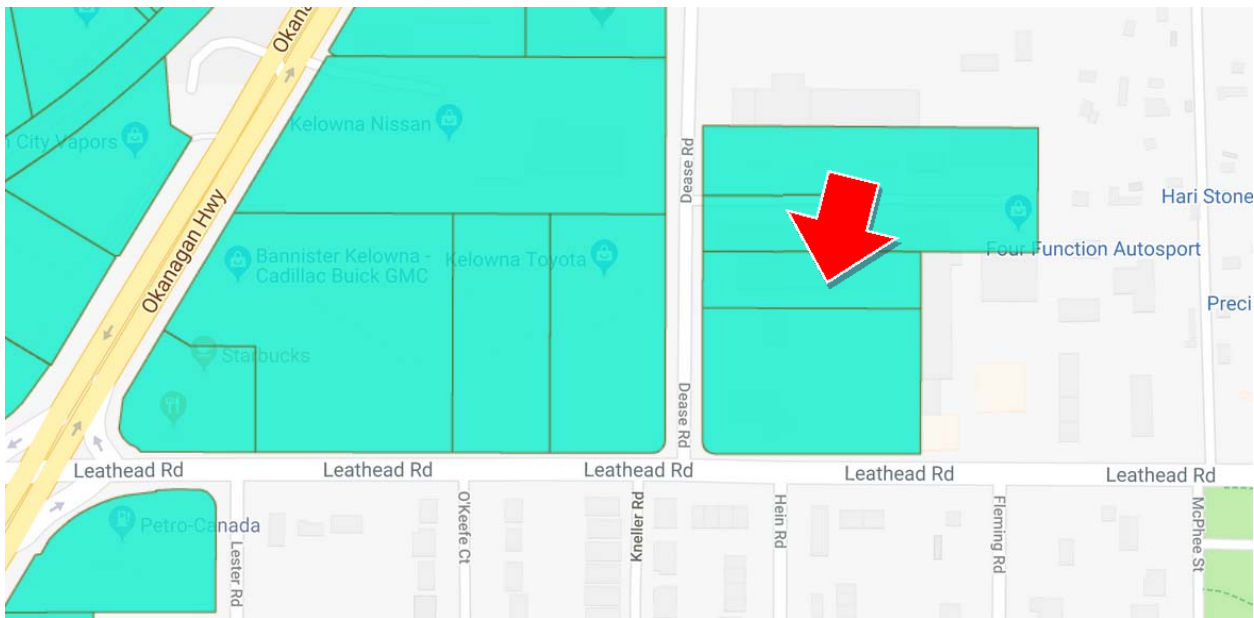 Okana
Kelowna Nissan
City Vapors
Dease Rd
Hari Stone
Okanagan Hwy
Bannister Kelowna -
Cadillac Buick GMC
Kelowna Toyota
Four Function Autosport
Preci
Starbucks
Dease Rd
Leathead Rd
Leathead Rd
Leathead Rd
Leathead Rd
Leathead Rd
Petro-Canada
Lester Rd
O'Keefe Ct
Kneller Rd
Hein Rd
Fleming Rd
McPhee St